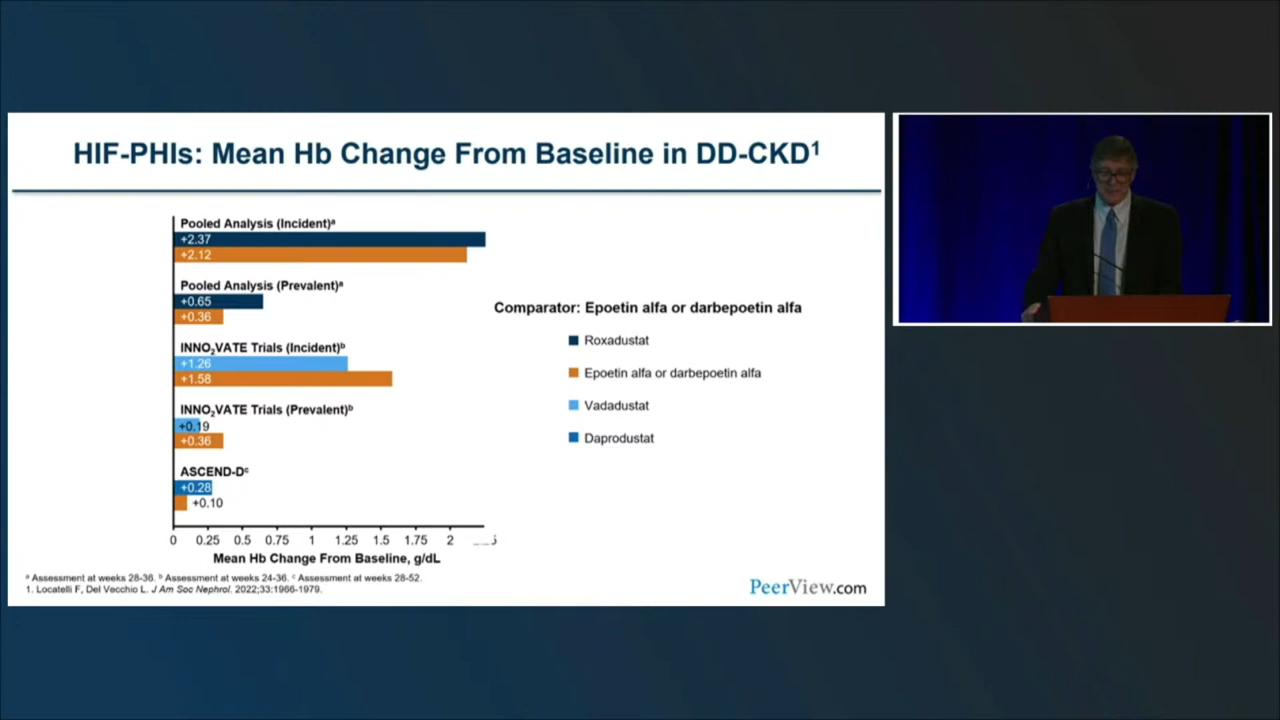 HIF-PHIs: Mean Hb Change From Baseline in DD-CKD¹
Pooled Analysis (Incident)ᵃ
+2.37
+2.12
Pooled Analysis (Prevalent)ᵃ
+0.65
+0.36
INNO₂VATE Trials (Incident)ᵇ
+1.26
+1.58
INNO₂VATE Trials (Prevalent)ᵇ
+0.19
+0.36
ASCEND-Dᶜ
+0.28
+0.10
0 0.25 0.5 0.75 1 1.25 1.5 1.75 2
Mean Hb Change From Baseline, g/dL
Comparator: Epoetin alfa or darbepoetin alfa
Roxadustat
Epoetin alfa or darbepoetin alfa
Vadadustat
Daprodustat
ᵃ Assessment at weeks 28-36. ᵇ Assessment at weeks 24-36. ᶜ Assessment at weeks 28-52.
1. Locatelli F, Del Vecchio L. J Am Soc Nephrol. 2022;33:1966-1979.
PeerView.com